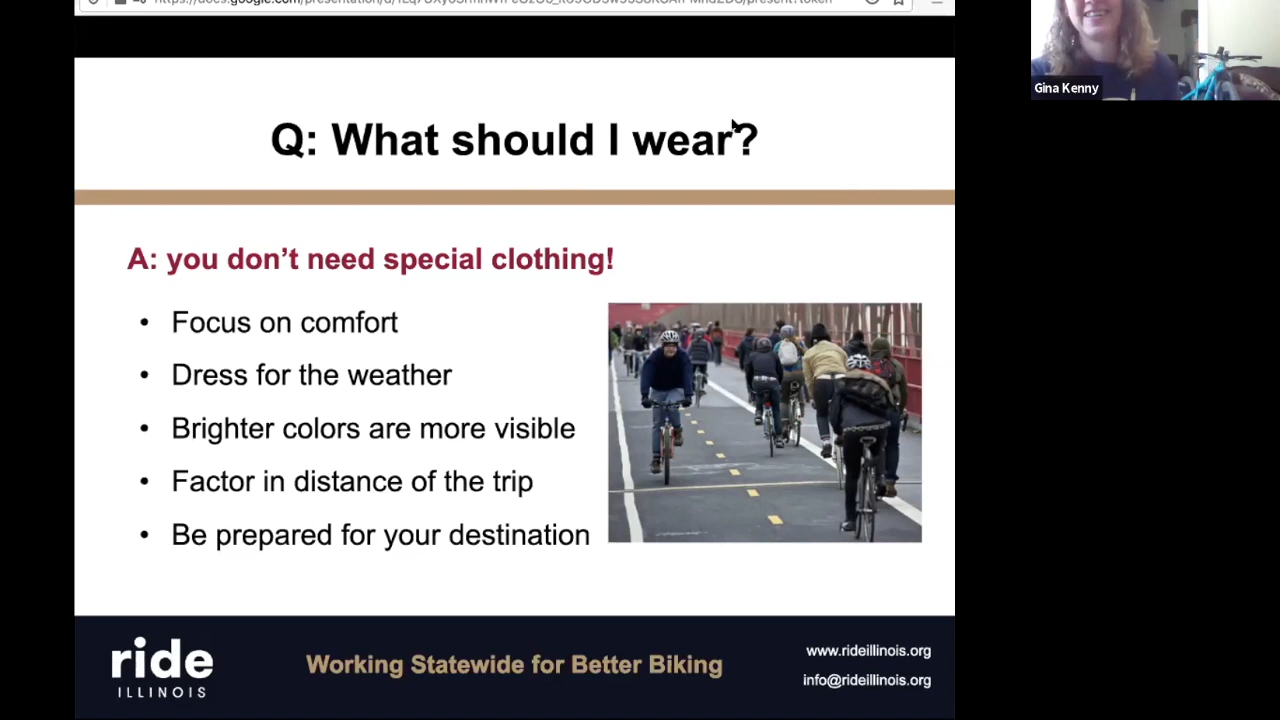 Gina Kenny
Q: What should I wear?
A: you don't need special clothing!
• Focus on comfort
• Dress for the weather
• Brighter colors are more visible
• Factor in distance of the trip
• Be prepared for your destination
ride
ILLINOIS
Working Statewide for Better Biking
www.rideillinois.org
info@rideillinois.org